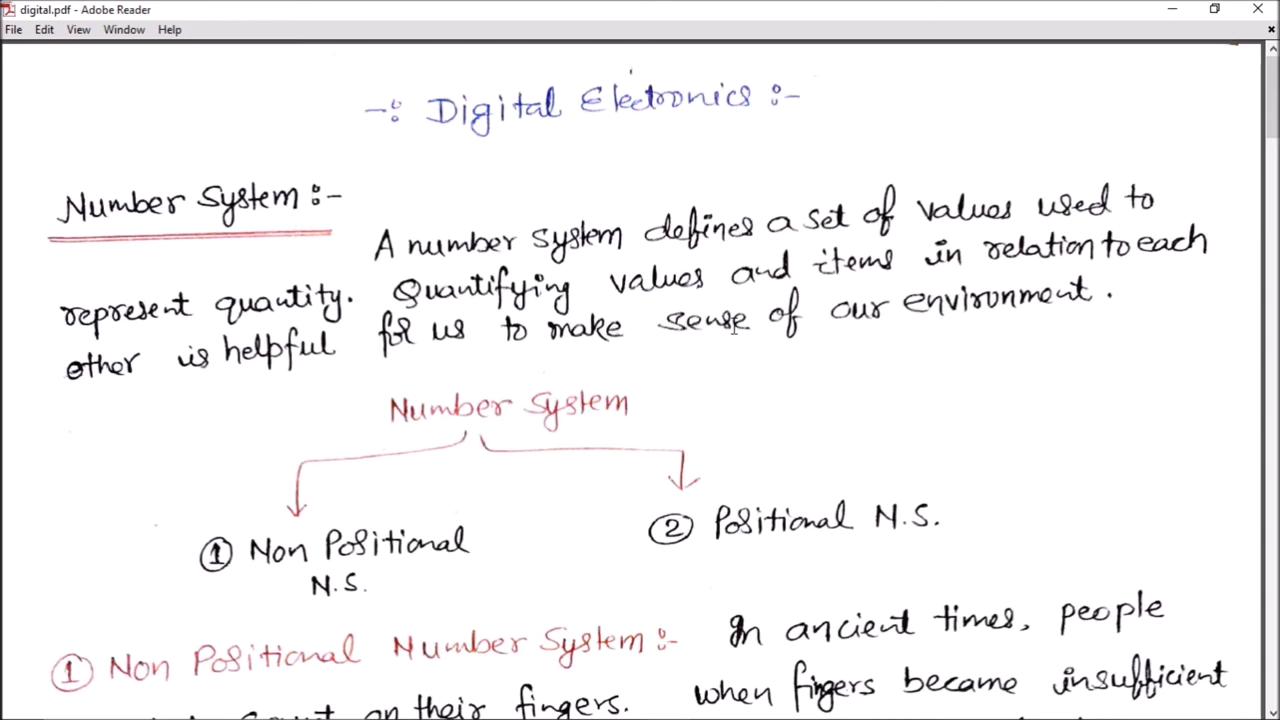 digital.pdf - Adobe Reader
File Edit View Window Help
-: Digital Electronics :-
Number System :-
A number system defines a set of values used to
represent quantity. Quantifying values and items in relation to each
other is helpful for us to make sense of our environment.
Number System
① Non Positional
N.S.
② Positional N.S.
① Non Positional Number System :- In ancient times, people
count on their fingers. when fingers became insufficient